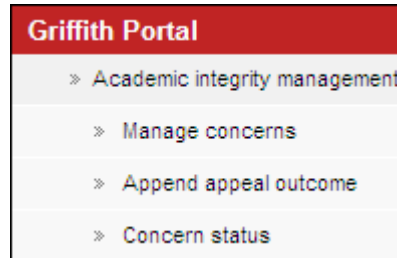 Griffith Portal
» Academic integrity management
» Manage concerns
» Append appeal outcome
» Concern status